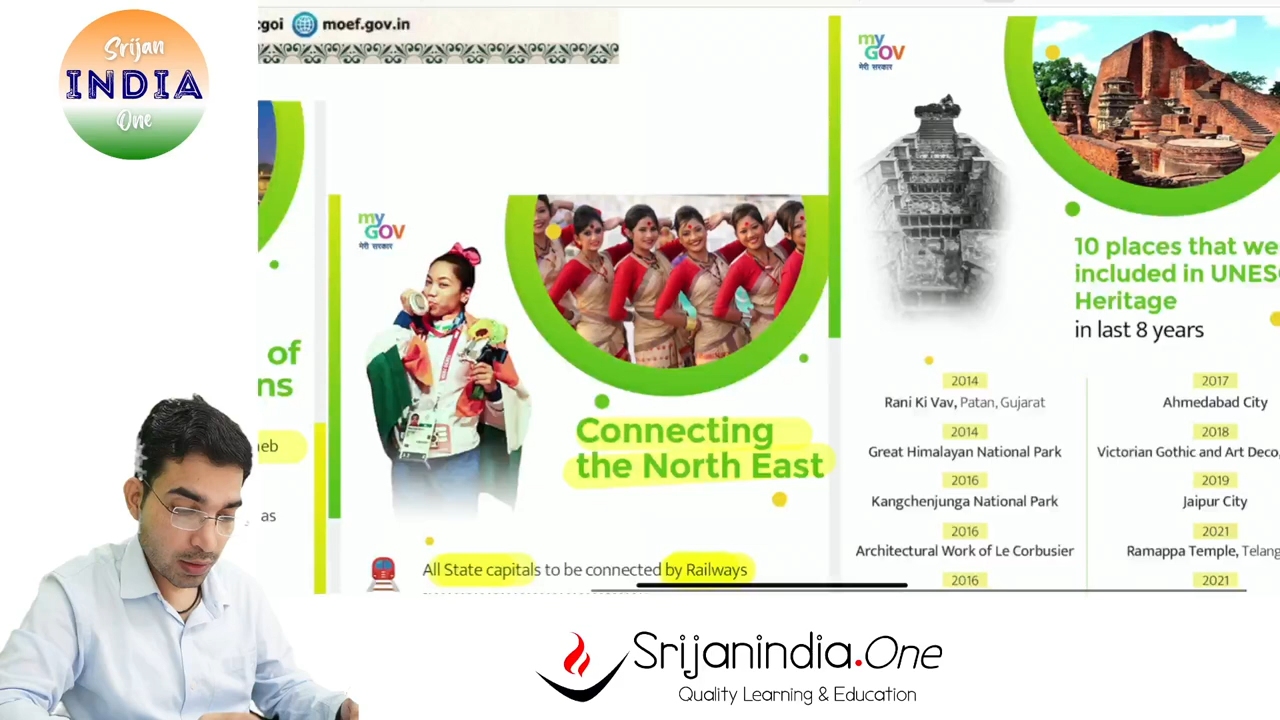 Srijan
INDIA
One
cgoi moef.gov.in
my
GOV
मेरी सरकार
of
ns
eb
as
my
GOV
मेरी सरकार
Connecting
the North East
All State capitals to be connected by Railways
10 places that we
included in UNES
Heritage
in last 8 years
2014
Rani Ki Vav, Patan, Gujarat
2014
Great Himalayan National Park
2016
Kangchenjunga National Park
2016
Architectural Work of Le Corbusier
2016
2017
Ahmedabad City
2018
Victorian Gothic and Art Deco,
2019
Jaipur City
2021
Ramappa Temple, Telang
2021
Srijanindia.One
Quality Learning & Education